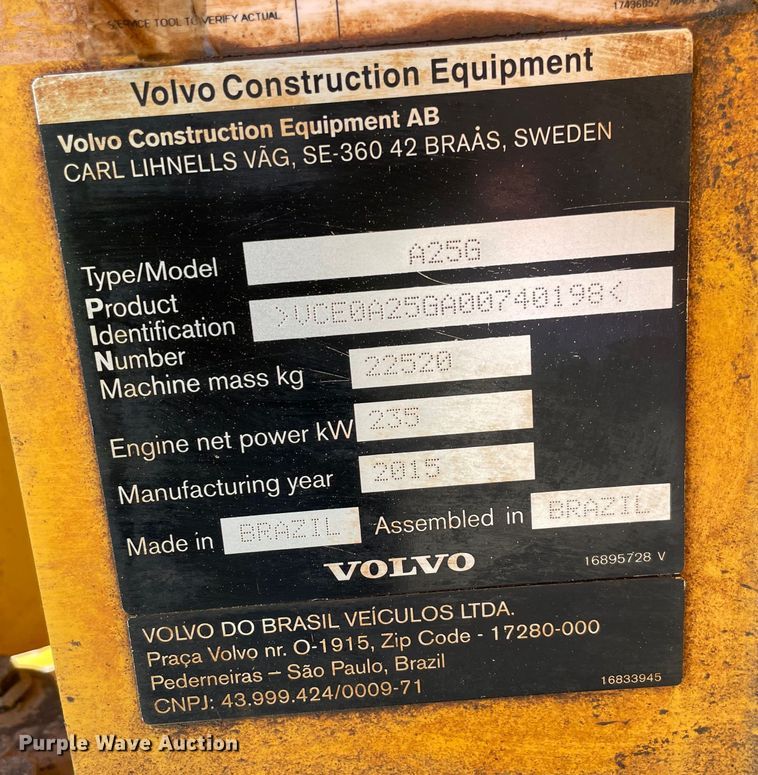 SERVICE TOOL TO VERIFY ACTUAL
17436052
Volvo Construction Equipment
Volvo Construction Equipment AB
CARL LIHNELLS VÄG, SE-360 42 BRAÅS, SWEDEN
Type/Model A25G
Product
Identification >VCE0A25GA00740198<
Number
Machine mass kg 22520
Engine net power kW 235
Manufacturing year 2015
Made in BRAZIL Assembled in BRAZIL
VOLVO 16895728 V
VOLVO DO BRASIL VEÍCULOS LTDA.
Praça Volvo nr. O-1915, Zip Code - 17280-000
Pederneiras – São Paulo, Brazil
CNPJ: 43.999.424/0009-71 16833945
Purple Wave Auction